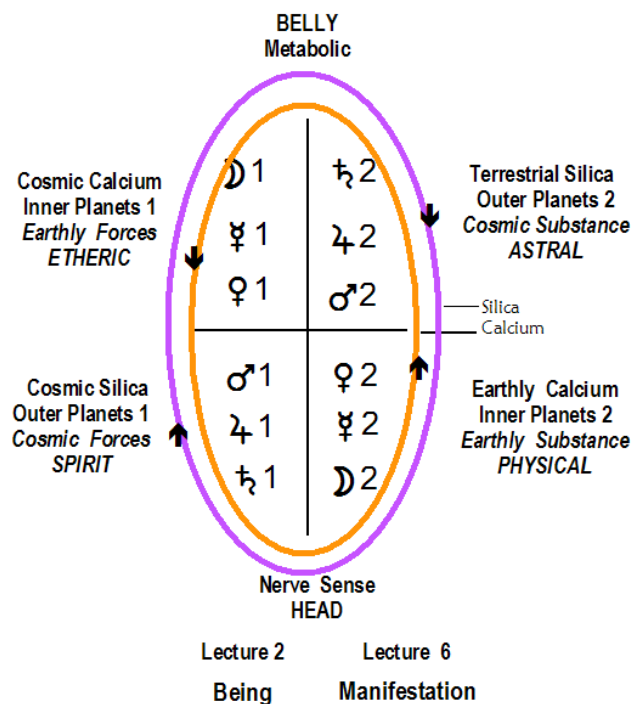 BELLY
Metabolic
☽1 ♄2
Cosmic Calcium
Inner Planets 1
Earthly Forces
ETHERIC
Terrestrial Silica
Outer Planets 2
Cosmic Substance
ASTRAL
☿1 ♃2
♀1 ♂2
Silica
Calcium
♂1 ♀2
Cosmic Silica
Outer Planets 1
Cosmic Forces
SPIRIT
Earthly Calcium
Inner Planets 2
Earthly Substance
PHYSICAL
♃1 ☿2
♄1 ☽2
Nerve Sense
HEAD
Lecture 2 Lecture 6
Being Manifestation